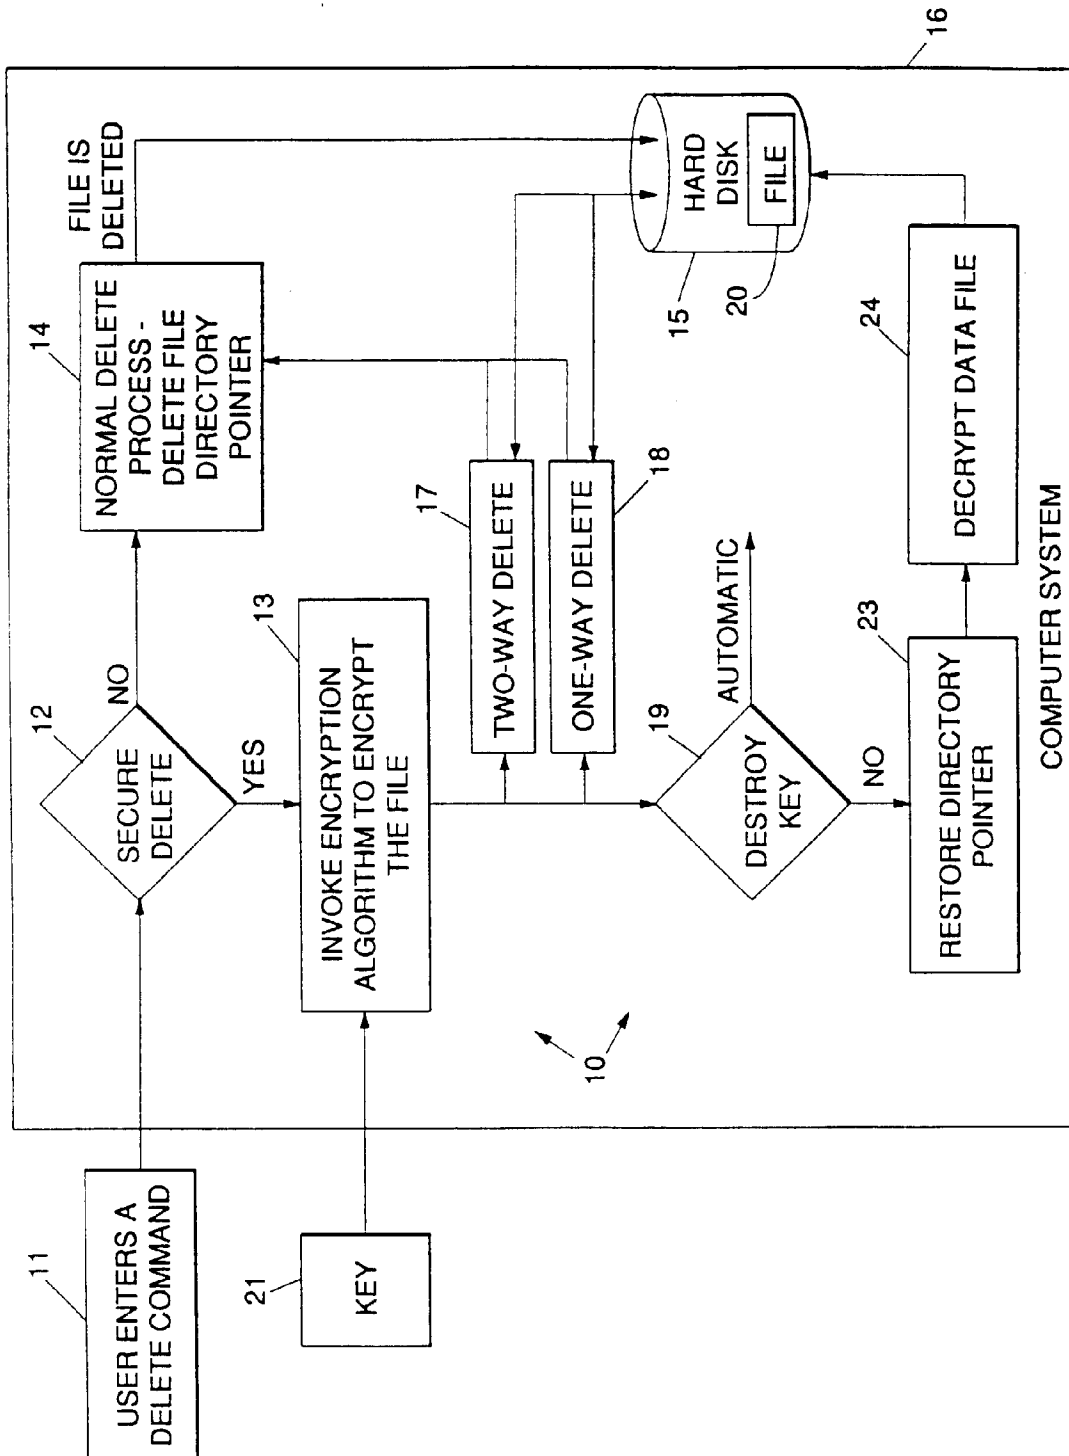 11
USER ENTERS A
DELETE COMMAND
12
SECURE
DELETE
NO
YES
14
NORMAL DELETE
PROCESS -
DELETE FILE
DIRECTORY
POINTER
FILE IS
DELETED
16
21
KEY
13
INVOKE ENCRYPTION
ALGORITHM TO ENCRYPT
THE FILE
17
TWO-WAY DELETE
ONE-WAY DELETE
18
HARD
DISK
FILE
15
20
10
19
DESTROY
KEY
AUTOMATIC
NO
23
RESTORE DIRECTORY
POINTER
24
DECRYPT DATA FILE
COMPUTER SYSTEM